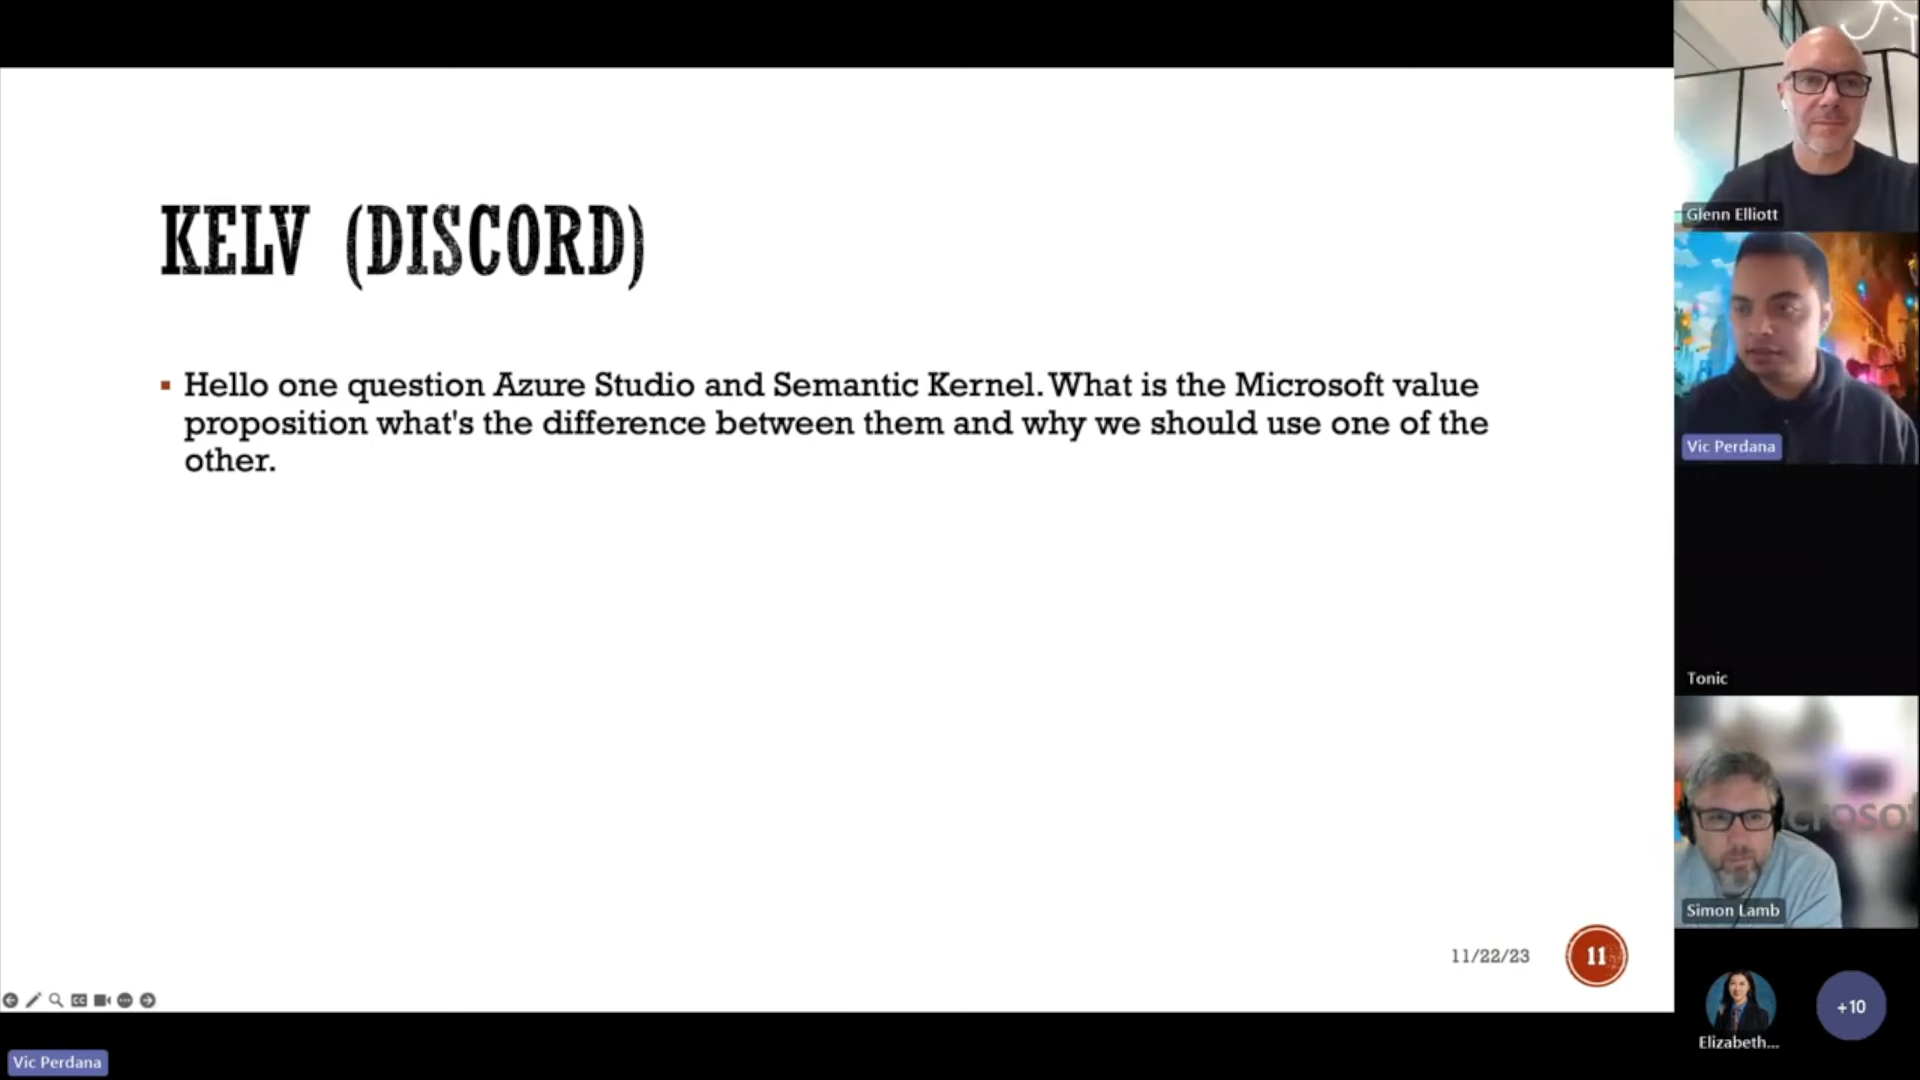 KELV (DISCORD)
▪ Hello one question Azure Studio and Semantic Kernel. What is the Microsoft value
proposition what's the difference between them and why we should use one of the
other.
11/22/23
11
CC
Vic Perdana
Glenn Elliott
Vic Perdana
Tonic
crosof
Simon Lamb
Elizabeth...
+10